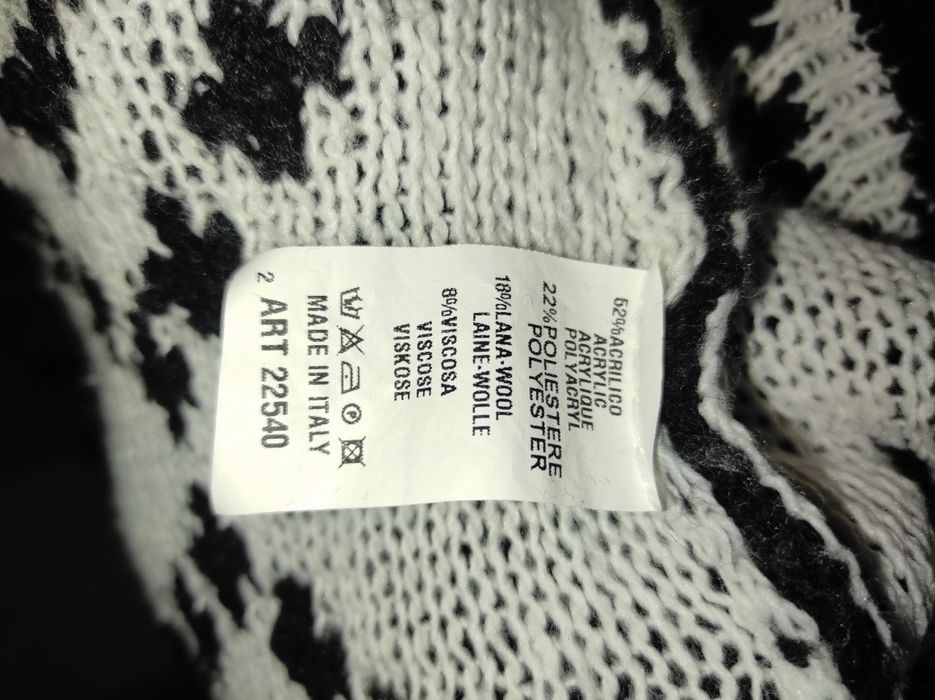 52%ACRILICO
ACRYLIC
ACRYLIQUE
POLYACRYL
22%POLIESTERE
POLYESTER
18%LANA-WOOL
LAINE-WOLLE
8%VISCOSA
VISCOSE
VISKOSE
MADE IN ITALY
2 ART 22540